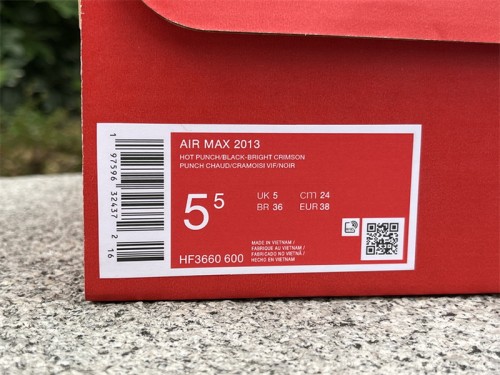 AIR MAX 2013
HOT PUNCH/BLACK-BRIGHT CRIMSON
PUNCH CHAUD/CRAMOISI VIF/NOIR
5⁵
UK 5 cm 24
BR 36 EUR 38
HF3660 600
MADE IN VIETNAM /
FABRIQUE AU VIETNAM /
FABRICADO NO VIETNÃ /
HECHO EN VIETNAM
1 97596 32437 2 16